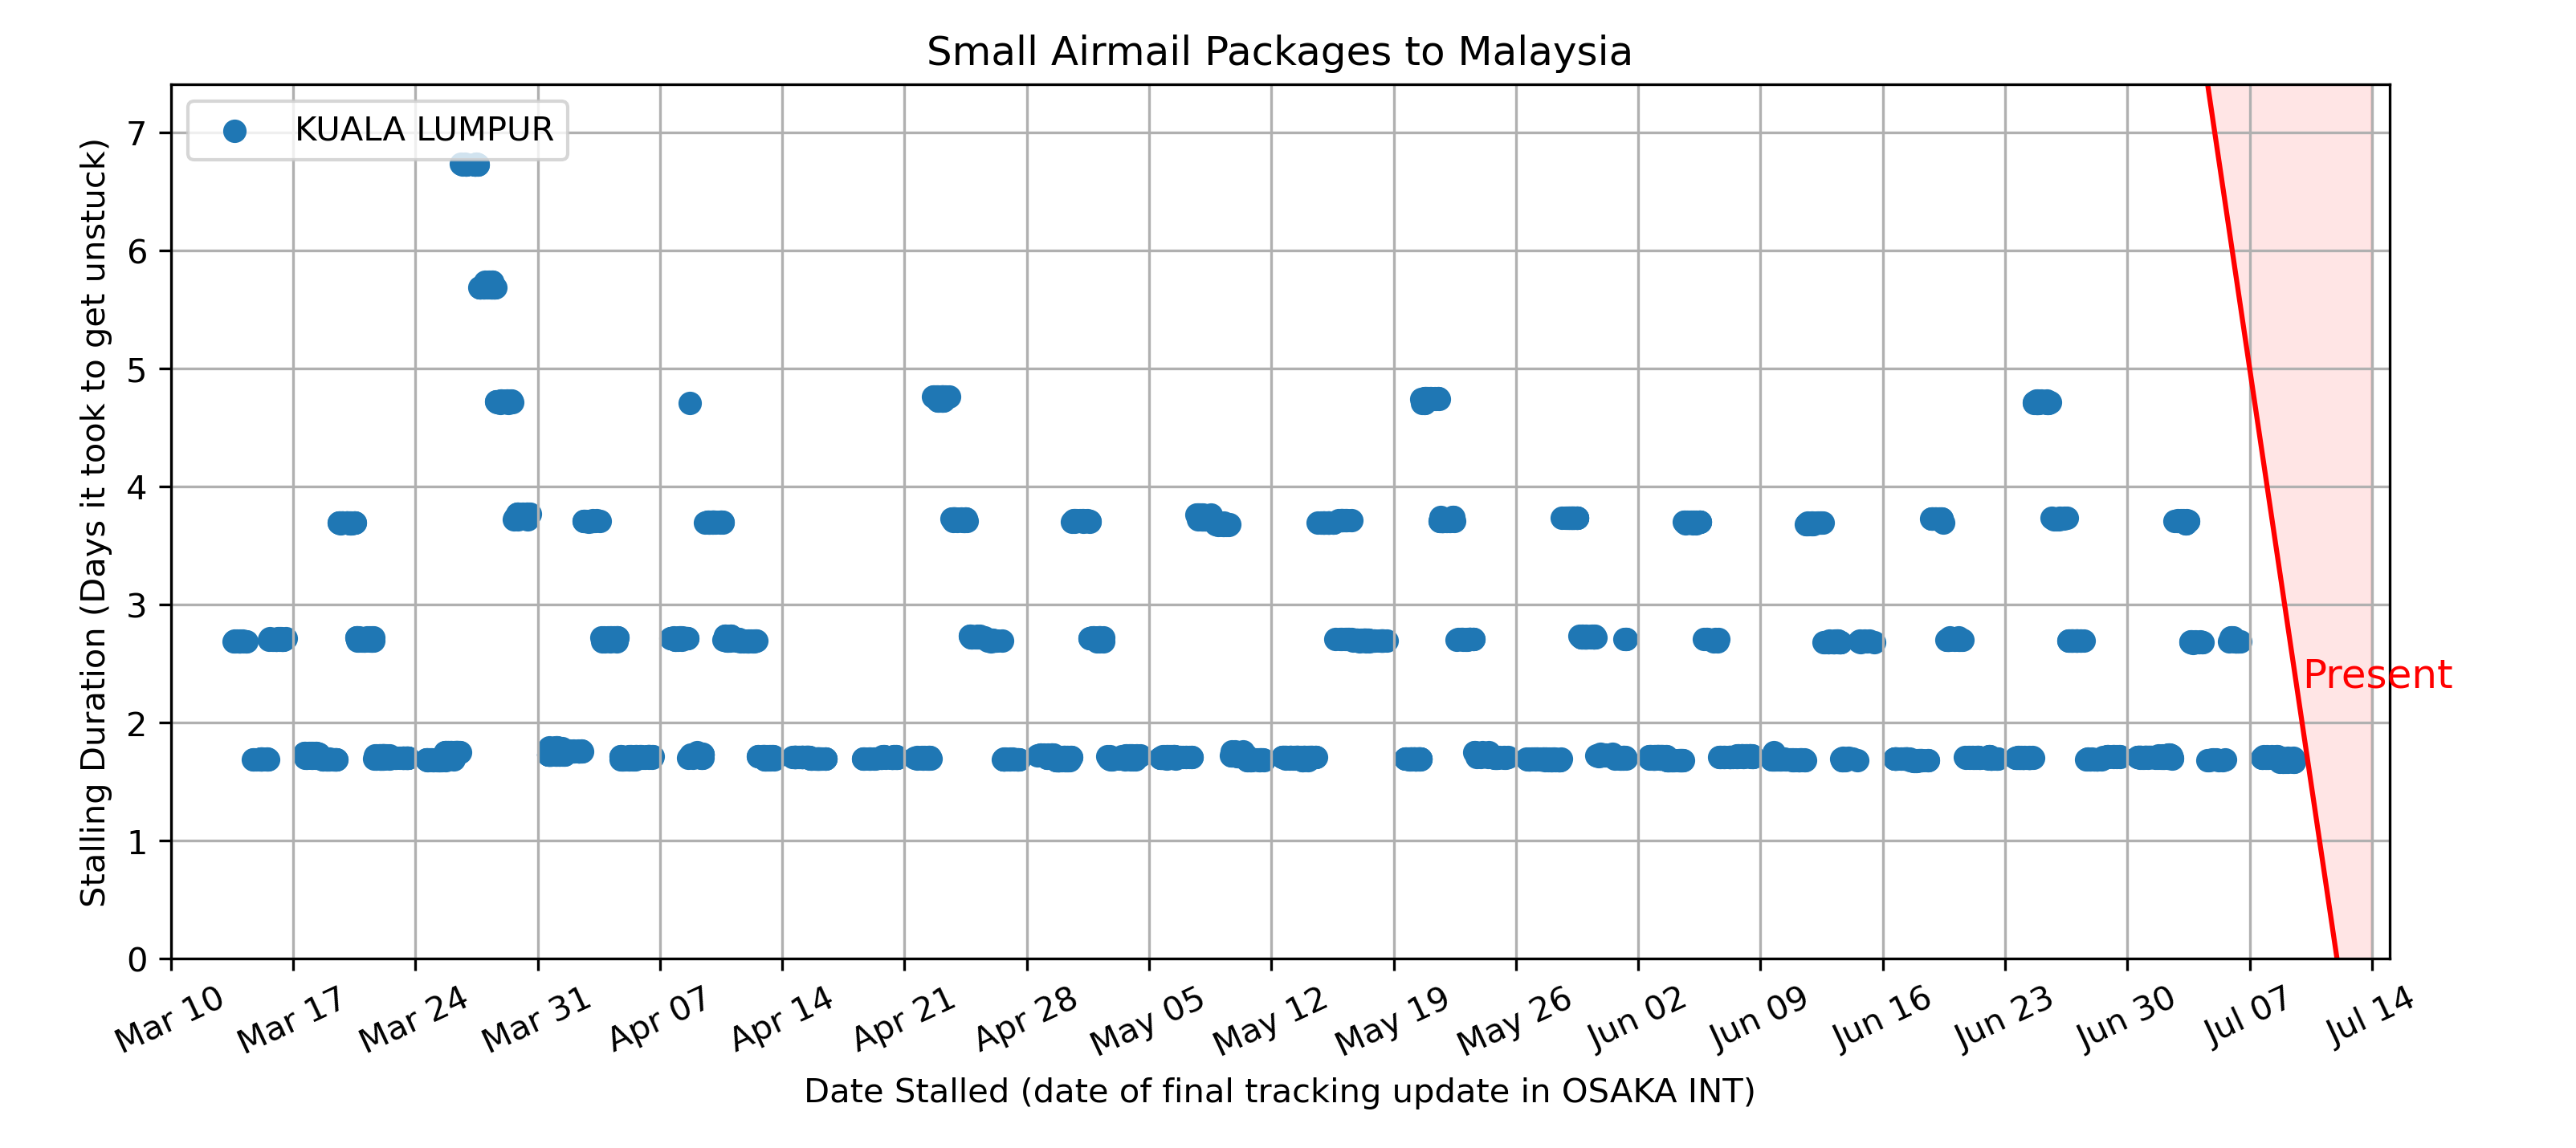 Small Airmail Packages to Malaysia
KUALA LUMPUR
Stalling Duration (Days it took to get unstuck)
7
6
5
4
3
2
1
0
Present
Mar 10
Mar 17
Mar 24
Mar 31
Apr 07
Apr 14
Apr 21
Apr 28
May 05
May 12
May 19
May 26
Jun 02
Jun 09
Jun 16
Jun 23
Jun 30
Jul 07
Jul 14
Date Stalled (date of final tracking update in OSAKA INT)